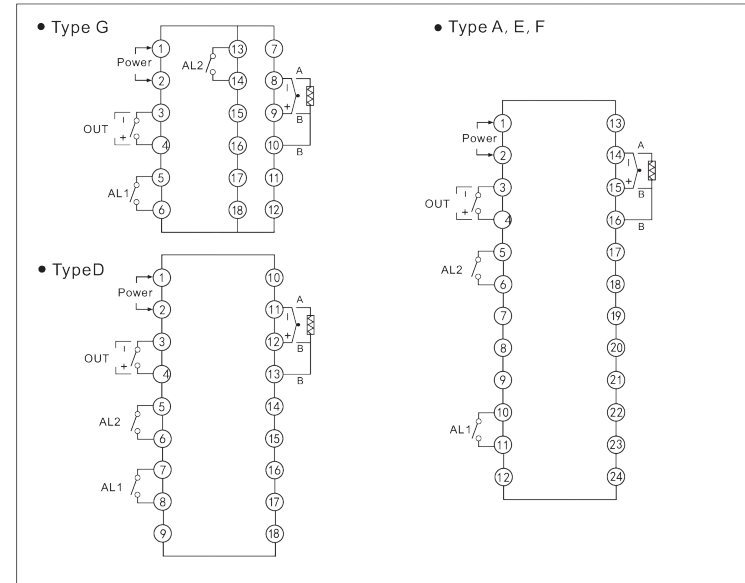 ● Type G
1 13 7
Power AL2 A
2 14 8 −
+
3 15 9 B
OUT −
+
4 16 10 B
5 17 11
AL1
6 18 12
● TypeD
1 10
Power A
2 11 −
+
3 12 B
OUT −
+
4 13 B
5 14
AL2
6 15
7 16
AL1
8 17
9 18
● Type A, E, F
1 13
Power A
2 14 −
+
3 15 B
OUT −
+
4 16 B
5 17
AL2
6 18
7 19
8 20
9 21
10 22
AL1
11 23
12 24